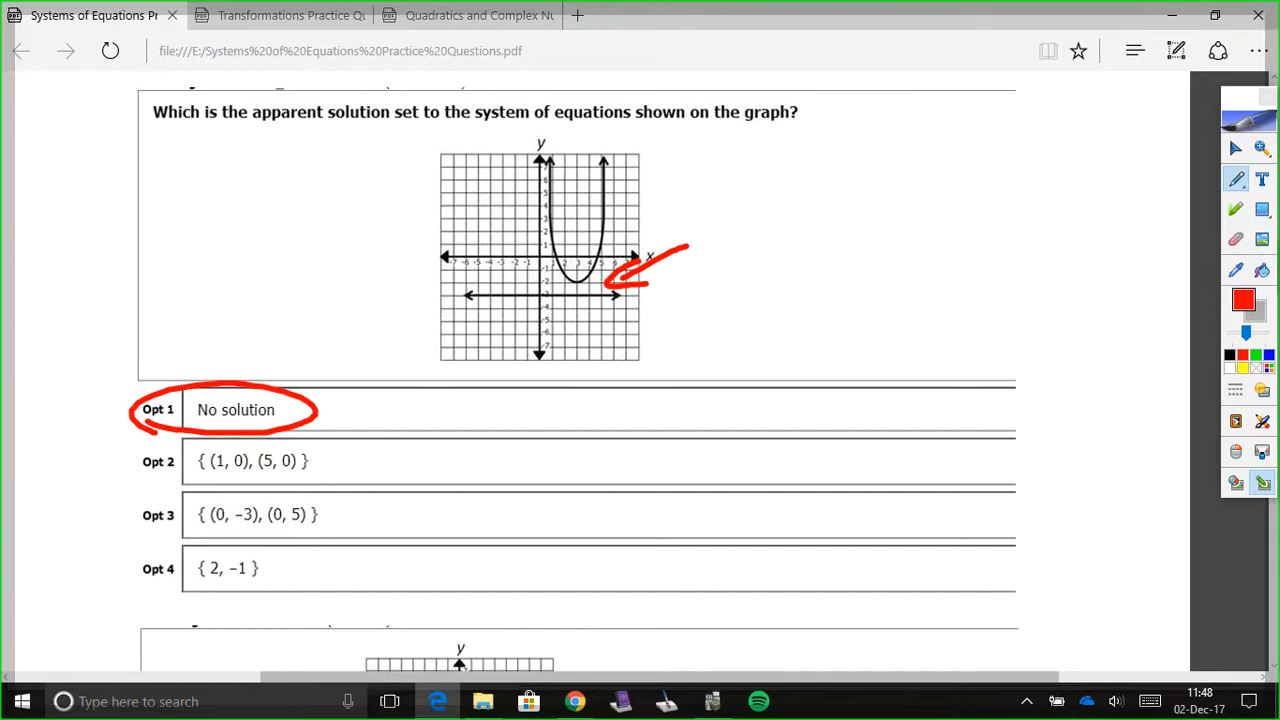 Systems of Equations Pr
Transformations Practice Qu
Quadratics and Complex Nu
file:///E:/Systems%20of%20Equations%20Practice%20Questions.pdf
Which is the apparent solution set to the system of equations shown on the graph?
y
x
Opt 1 No solution
Opt 2 { (1, 0), (5, 0) }
Opt 3 { (0, –3), (0, 5) }
Opt 4 { 2, –1 }
y
Type here to search
11:48
02-Dec-17